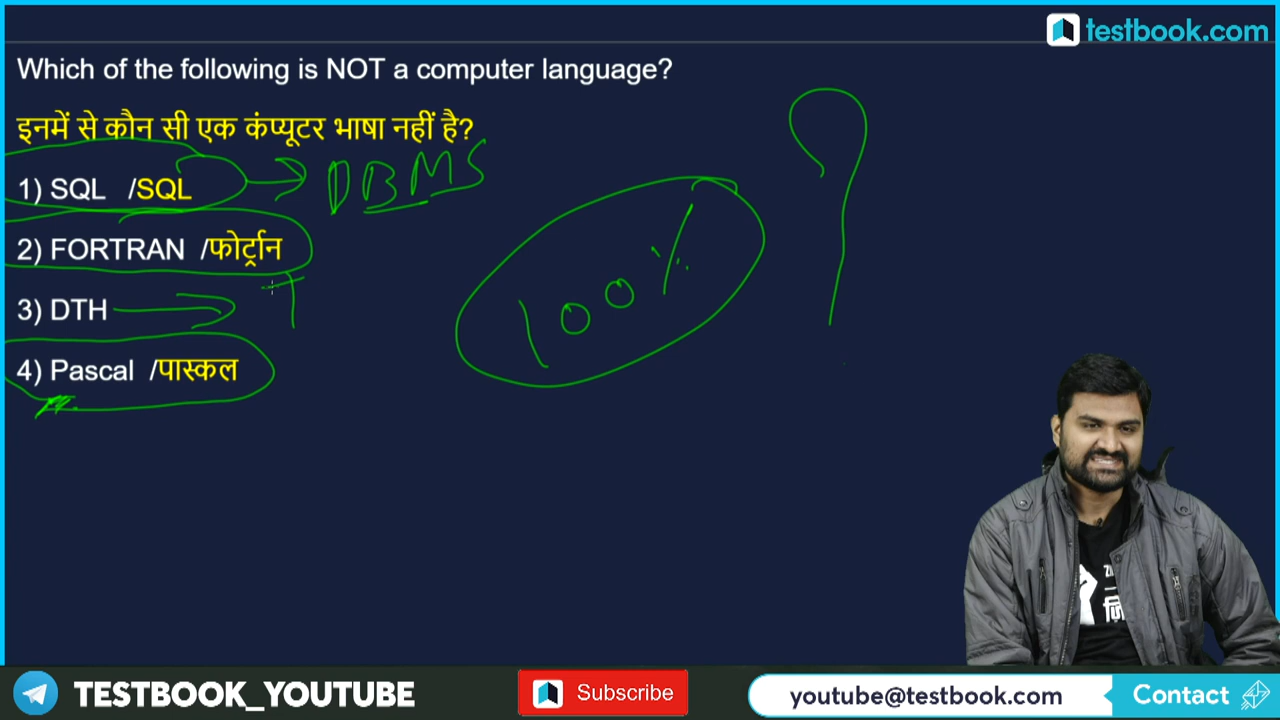 testbook.com
Which of the following is NOT a computer language?
इनमें से कौन सी एक कंप्यूटर भाषा नहीं है?
1) SQL /SQL
DBMS
2) FORTRAN /फोर्ट्रान
100%
3) DTH
4) Pascal /पास्कल
TESTBOOK_YOUTUBE
Subscribe
youtube@testbook.com
Contact